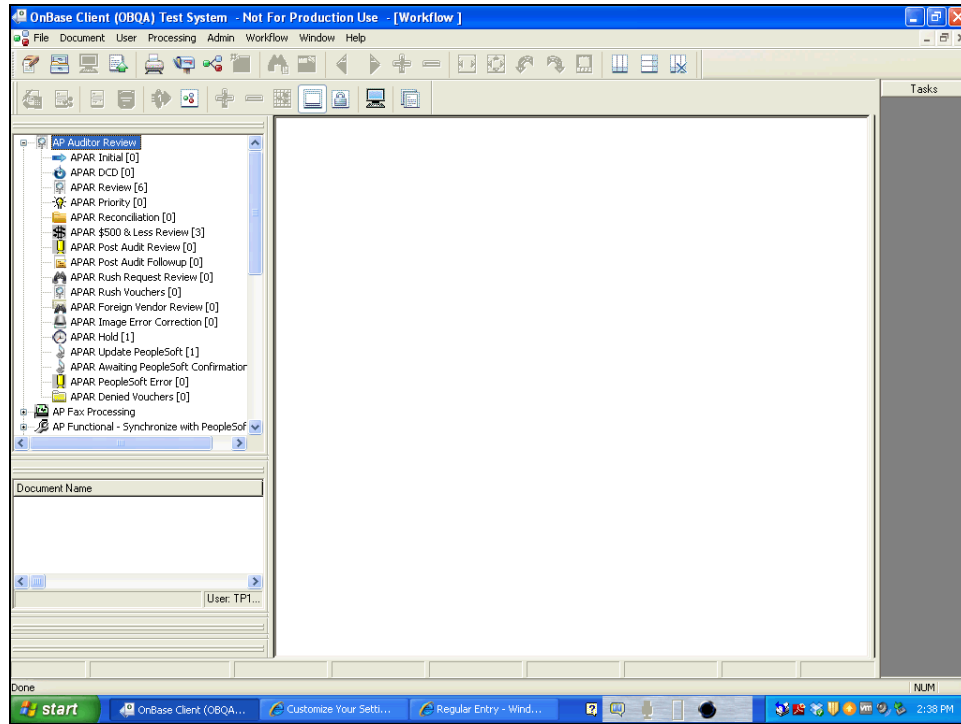 OnBase Client (OBQA) Test System - Not For Production Use - [Workflow ]
File Document User Processing Admin Workflow Window Help
Tasks
AP Auditor Review
APAR Initial [0]
APAR DCD [0]
APAR Review [6]
APAR Priority [0]
APAR Reconciliation [0]
APAR $500 & Less Review [3]
APAR Post Audit Review [0]
APAR Post Audit Followup [0]
APAR Rush Request Review [0]
APAR Rush Vouchers [0]
APAR Foreign Vendor Review [0]
APAR Image Error Correction [0]
APAR Hold [1]
APAR Update PeopleSoft [1]
APAR Awaiting PeopleSoft Confirmation
APAR PeopleSoft Error [0]
APAR Denied Vouchers [0]
AP Fax Processing
AP Functional - Synchronize with PeopleSof
Document Name
User: TP1...
Done
NUM
start
OnBase Client (OBQA...
Customize Your Setti...
Regular Entry - Wind...
2:38 PM